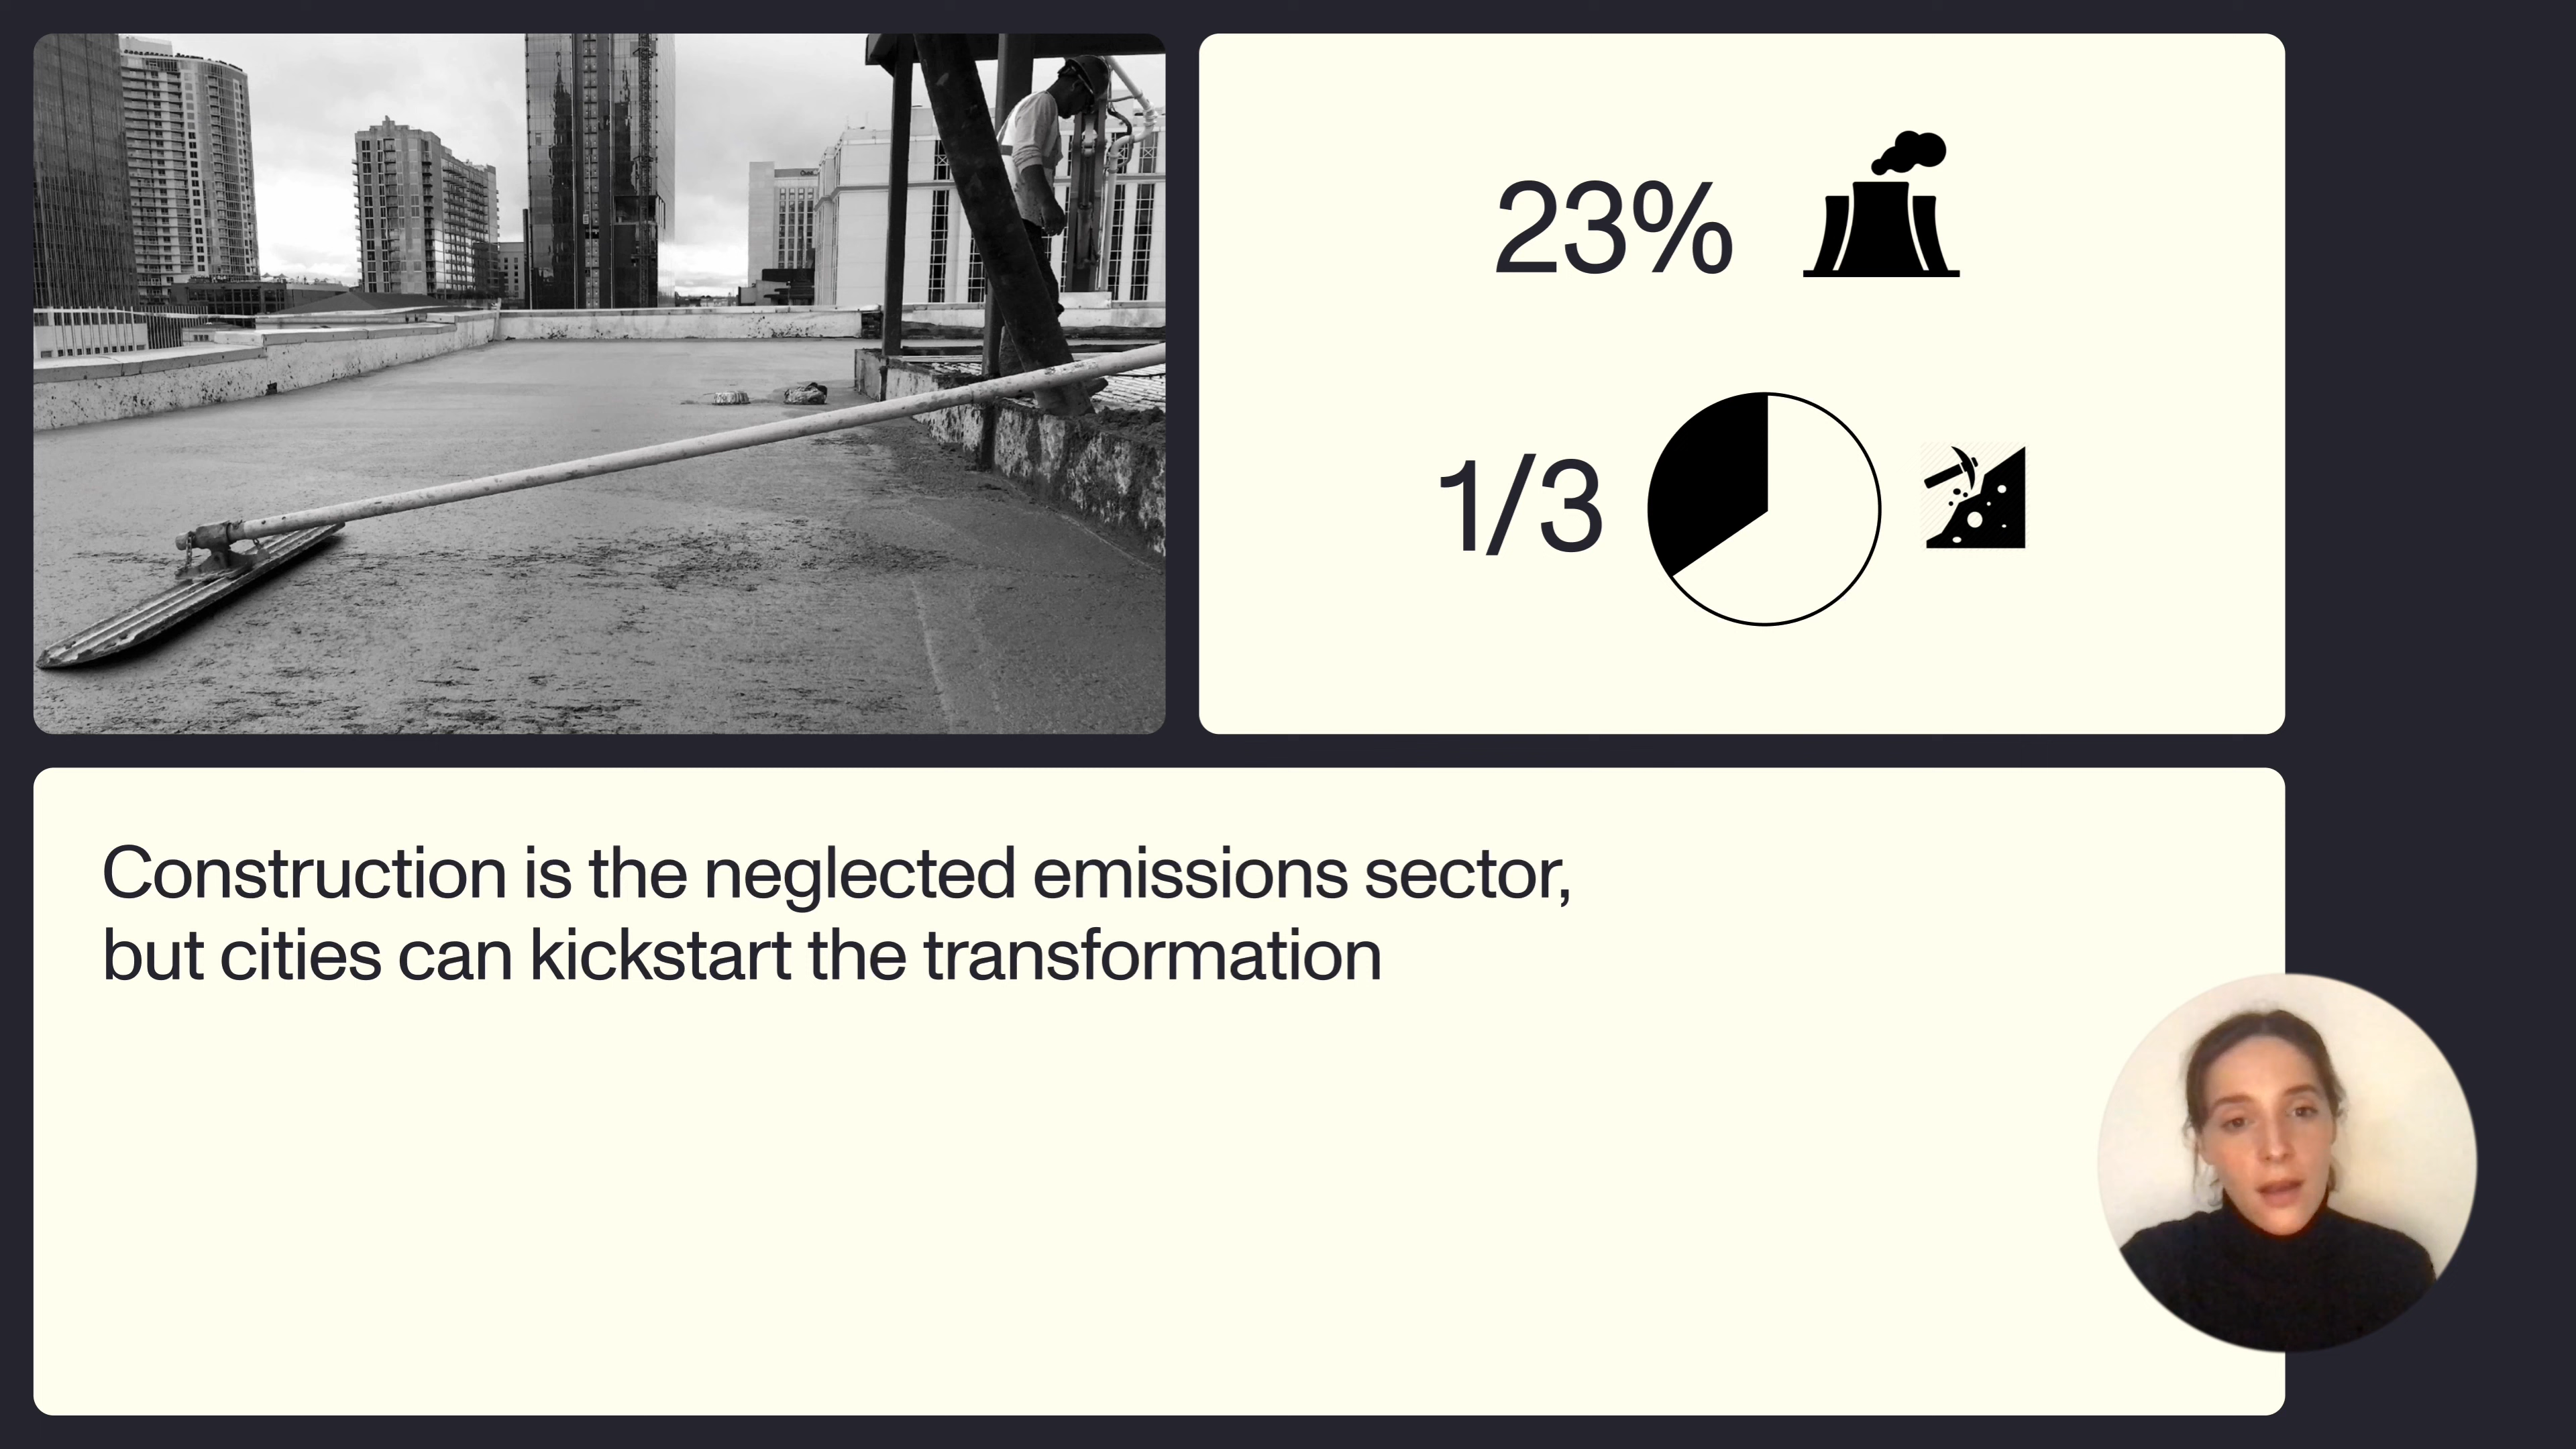 23%
1/3
Construction is the neglected emissions sector,
but cities can kickstart the transformation